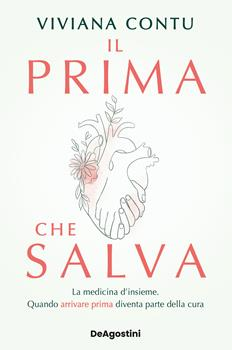 VIVIANA CONTU
IL
PRIMA
CHE
SALVA
La medicina d'insieme.
Quando arrivare prima diventa parte della cura
DeAgostini